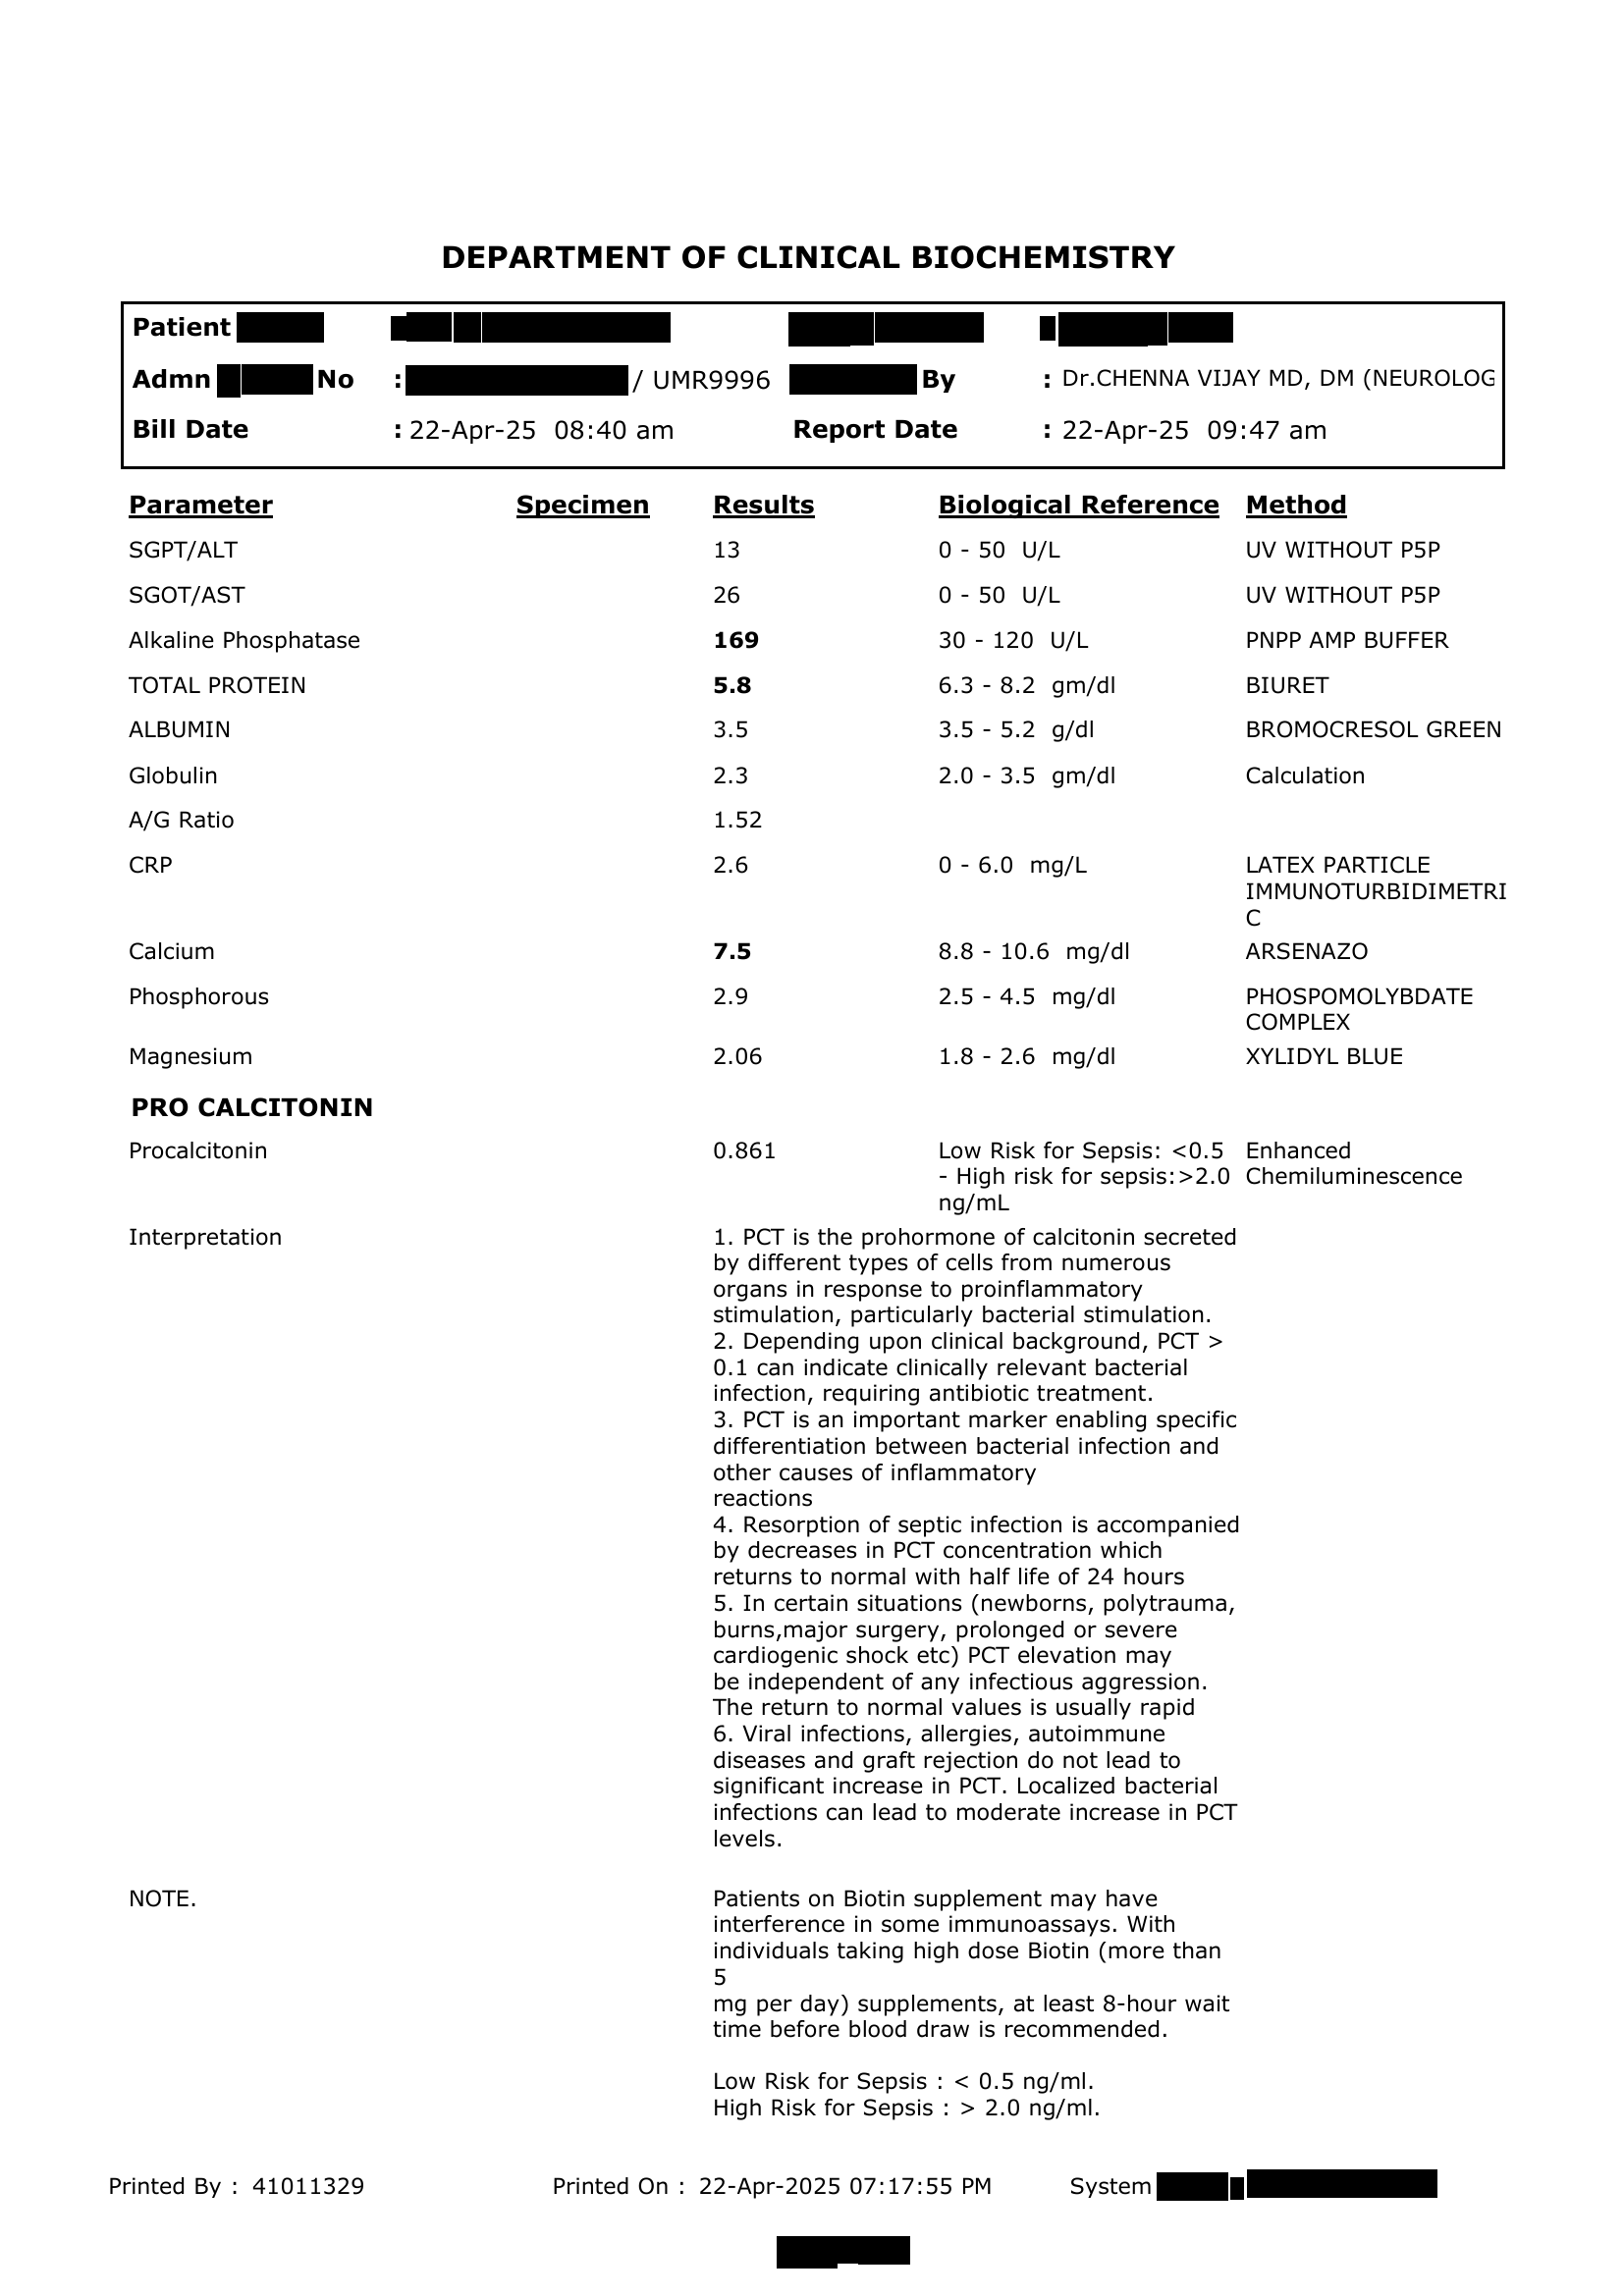 DEPARTMENT OF CLINICAL BIOCHEMISTRY
Patient
Admn No : / UMR9996 By : Dr.CHENNA VIJAY MD, DM (NEUROLOG
Bill Date : 22-Apr-25 08:40 am Report Date : 22-Apr-25 09:47 am
Parameter Specimen Results Biological Reference Method
SGPT/ALT 13 0 - 50 U/L UV WITHOUT P5P
SGOT/AST 26 0 - 50 U/L UV WITHOUT P5P
Alkaline Phosphatase 169 30 - 120 U/L PNPP AMP BUFFER
TOTAL PROTEIN 5.8 6.3 - 8.2 gm/dl BIURET
ALBUMIN 3.5 3.5 - 5.2 g/dl BROMOCRESOL GREEN
Globulin 2.3 2.0 - 3.5 gm/dl Calculation
A/G Ratio 1.52
CRP 2.6 0 - 6.0 mg/L LATEX PARTICLE
IMMUNOTURBIDIMETRI
C
Calcium 7.5 8.8 - 10.6 mg/dl ARSENAZO
Phosphorous 2.9 2.5 - 4.5 mg/dl PHOSPOMOLYBDATE
COMPLEX
Magnesium 2.06 1.8 - 2.6 mg/dl XYLIDYL BLUE
PRO CALCITONIN
Procalcitonin 0.861 Low Risk for Sepsis: <0.5 Enhanced
- High risk for sepsis:>2.0 Chemiluminescence
ng/mL
Interpretation 1. PCT is the prohormone of calcitonin secreted
by different types of cells from numerous
organs in response to proinflammatory
stimulation, particularly bacterial stimulation.
2. Depending upon clinical background, PCT >
0.1 can indicate clinically relevant bacterial
infection, requiring antibiotic treatment.
3. PCT is an important marker enabling specific
differentiation between bacterial infection and
other causes of inflammatory
reactions
4. Resorption of septic infection is accompanied
by decreases in PCT concentration which
returns to normal with half life of 24 hours
5. In certain situations (newborns, polytrauma,
burns,major surgery, prolonged or severe
cardiogenic shock etc) PCT elevation may
be independent of any infectious aggression.
The return to normal values is usually rapid
6. Viral infections, allergies, autoimmune
diseases and graft rejection do not lead to
significant increase in PCT. Localized bacterial
infections can lead to moderate increase in PCT
levels.
NOTE. Patients on Biotin supplement may have
interference in some immunoassays. With
individuals taking high dose Biotin (more than
5
mg per day) supplements, at least 8-hour wait
time before blood draw is recommended.
Low Risk for Sepsis : < 0.5 ng/ml.
High Risk for Sepsis : > 2.0 ng/ml.
Printed By : 41011329 Printed On : 22-Apr-2025 07:17:55 PM System